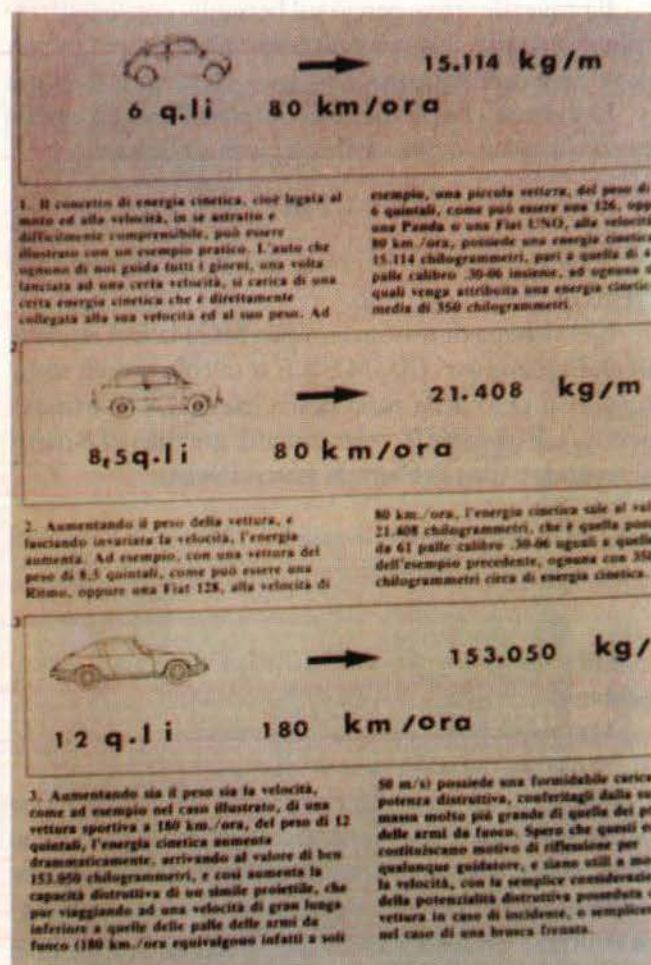 15.114 kg/m
6 q.li 80 km/ora
1. Il concetto di energia cinetica, cioè legata al
moto ed alla velocità, in se astratto e
difficilmente comprensibile, può essere
illustrato con un esempio pratico. L'auto che
ognuno di noi guida tutti i giorni, una volta
lanciata ad una certa velocità, si carica di una
certa energia cinetica che è direttamente
collegata alla sua velocità ed al suo peso. Ad
esempio, una piccola vettura, del peso di
6 quintali, come può essere una 126, opp
una Panda o una Fiat UNO, alla velocità
80 km./ora, possiede una energia cinetica
15.114 chilogrammetri, pari a quella di 4
palle calibro .30-06 insieme, ad ognuna
quali venga attribuita una energia cinetic
media di 350 chilogrammetri.
2
21.408 kg/m
8,5q.li 80 km/ora
2. Aumentando il peso della vettura, e
lasciando invariata la velocità, l'energia
aumenta. Ad esempio, con una vettura del
peso di 8,5 quintali, come può essere una
Ritmo, oppure una Fiat 128, alla velocità di
80 km./ora, l'energia cinetica sale al val
21.408 chilogrammetri, che è quella pos
da 61 palle calibro .30-06 uguali a quelle
dell'esempio precedente, ognuna con 350
chilogrammetri circa di energia cinetica.
3
153.050 kg/
12 q.li 180 km/ora
3. Aumentando sia il peso sia la velocità,
come ad esempio nel caso illustrato, di una
vettura sportiva a 180 km./ora, del peso di 12
quintali, l'energia cinetica aumenta
drammaticamente, arrivando al valore di ben
153.050 chilogrammetri, e così aumenta la
capacità distruttiva di un simile proiettile, che
pur viaggiando ad una velocità di gran lunga
inferiore a quelle delle palle delle armi da
fuoco (180 km./ora equivalgono infatti a soli
50 m/s) possiede una formidabile carica
potenza distruttiva, conferitagli dalla su
massa molto più grande di quella dei p
delle armi da fuoco. Spero che questi e
costituiscano motivo di riflessione per
qualunque guidatore, e siano utili a mo
la velocità, con la semplice considerazio
della potenzialità distruttiva posseduta
vettura in caso di incidente, o semplicem
nel caso di una brusca frenata.